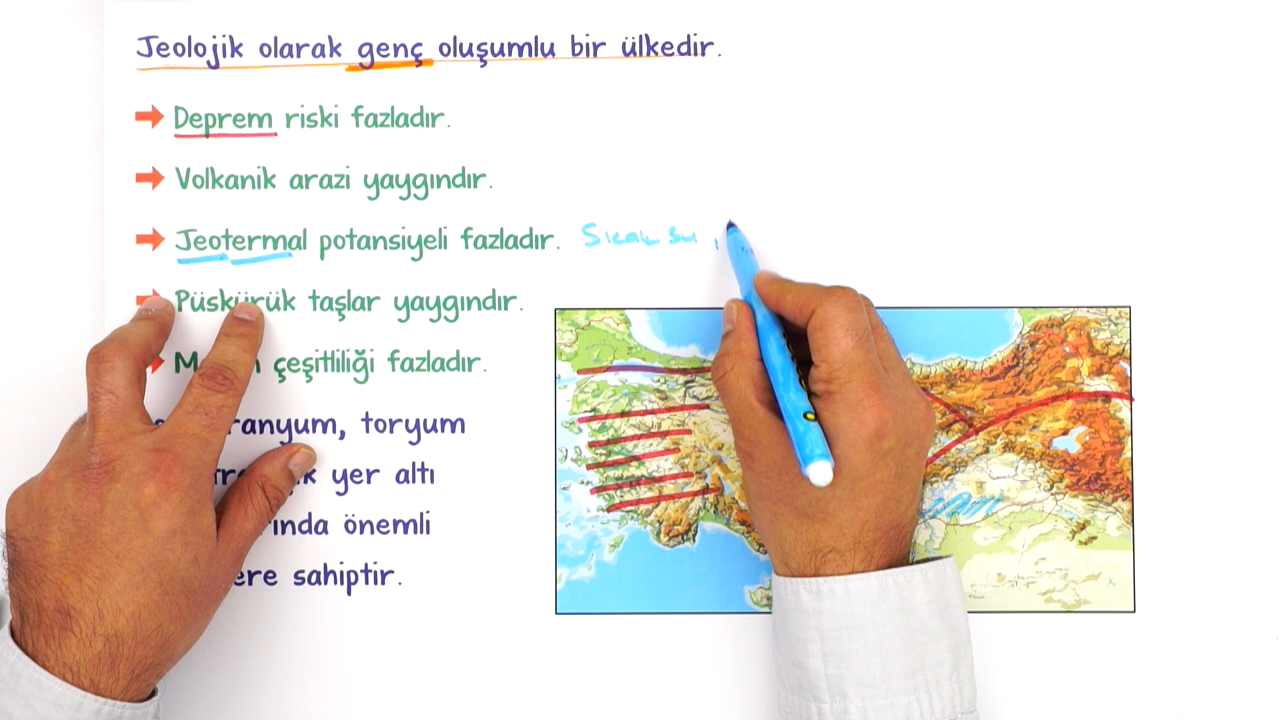 Jeolojik olarak genç oluşumlu bir ülkedir.
Deprem riski fazladır.
Volkanik arazi yaygındır.
Jeotermal potansiyeli fazladır. Sıcak su
Püskürük taşlar yaygındır.
çeşitliliği fazladır.
toryum
yer altı
önemli
sahiptir.